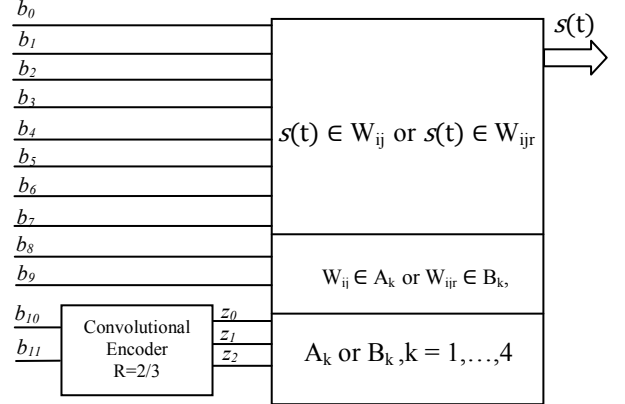 b₀
s(t)
b₁
b₂
b₃
b₄
s(t) ∈ Wᵢⱼ or s(t) ∈ Wᵢⱼᵣ
b₅
b₆
b₇
b₈
b₉
Wᵢⱼ ∈ Aₖ or Wᵢⱼᵣ ∈ Bₖ,
b₁₀
b₁₁
Convolutional
Encoder
R=2/3
z₀
z₁
z₂
Aₖ or Bₖ ,k = 1,…,4